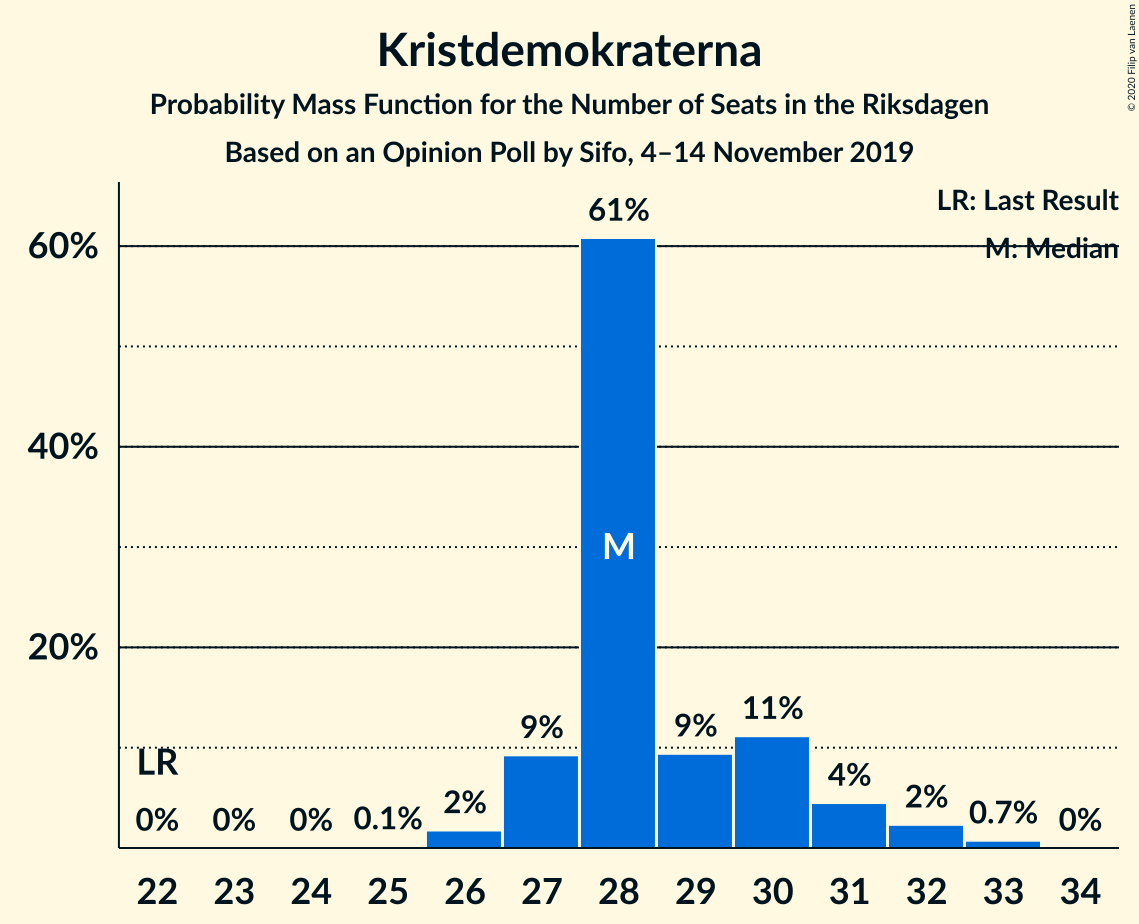 Kristdemokraterna
Probability Mass Function for the Number of Seats in the Riksdagen
Based on an Opinion Poll by Sifo, 4–14 November 2019
© 2020 Filip van Laenen
LR: Last Result
M: Median
60%
40%
20%
61%
M
LR
0% 0% 0% 0.1% 2% 9% 9% 11% 4% 2% 0.7% 0%
22 23 24 25 26 27 28 29 30 31 32 33 34